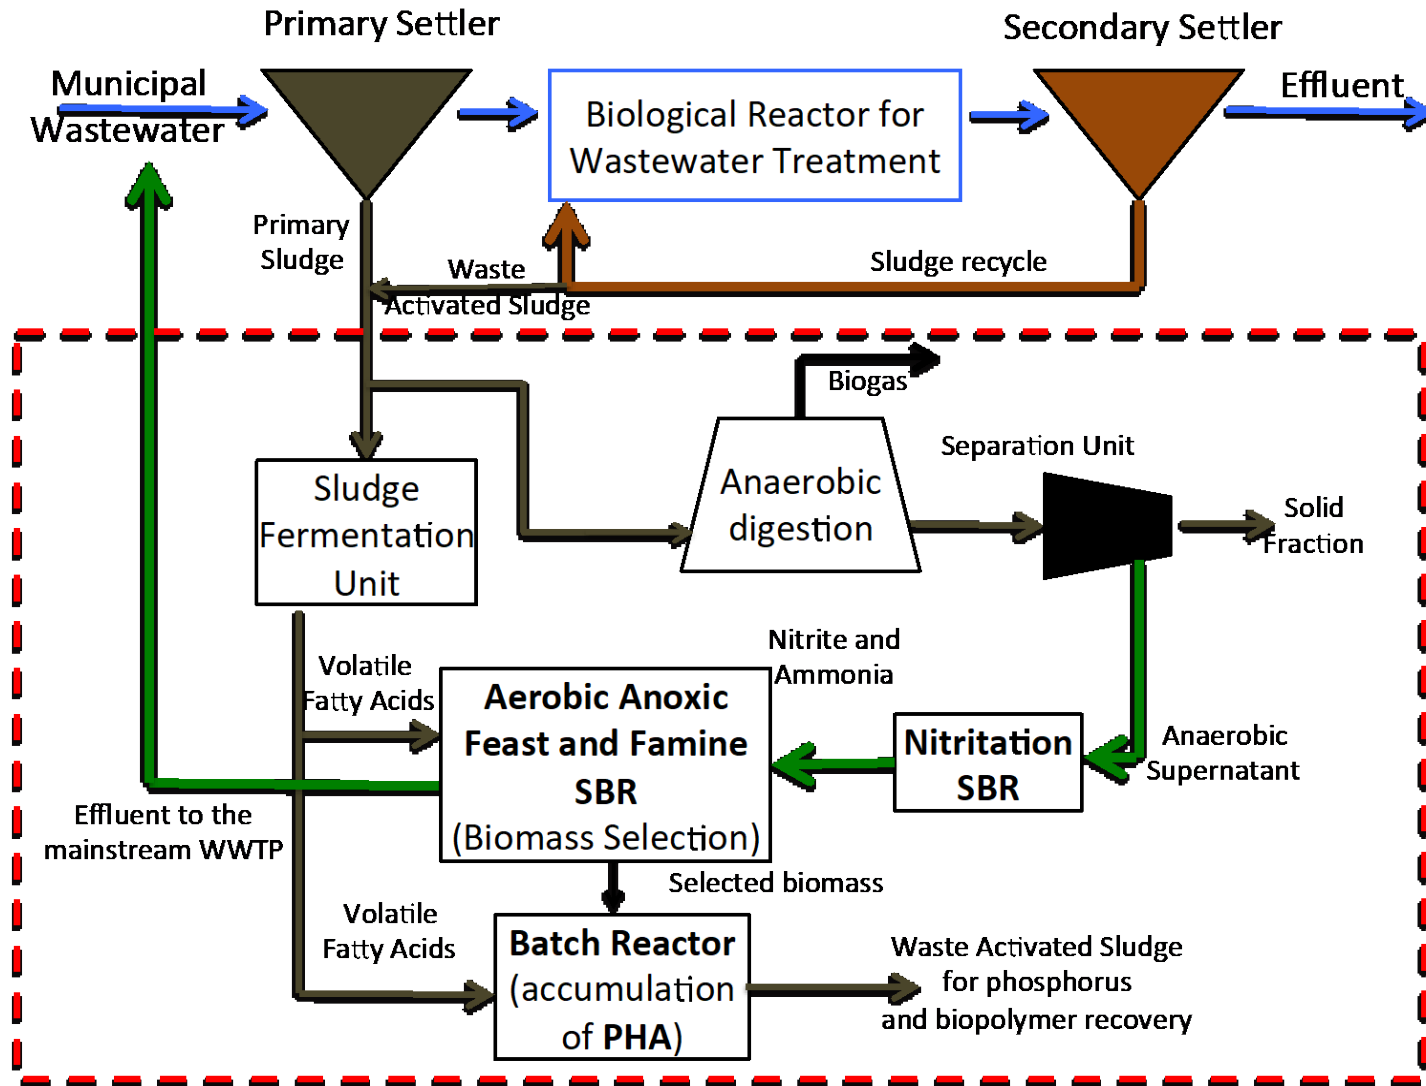 Primary Settler
Secondary Settler
Municipal
Wastewater
Biological Reactor for
Wastewater Treatment
Effluent
Primary
Sludge
Waste
Activated Sludge
Sludge recycle
Biogas
Separation Unit
Sludge
Fermentation
Unit
Anaerobic
digestion
Solid
Fraction
Volatile
Fatty Acids
Nitrite and
Ammonia
Aerobic Anoxic
Feast and Famine
SBR
(Biomass Selection)
Nitritation
SBR
Anaerobic
Supernatant
Effluent to the
mainstream WWTP
Selected biomass
Volatile
Fatty Acids
Batch Reactor
(accumulation
of PHA)
Waste Activated Sludge
for phosphorus
and biopolymer recovery